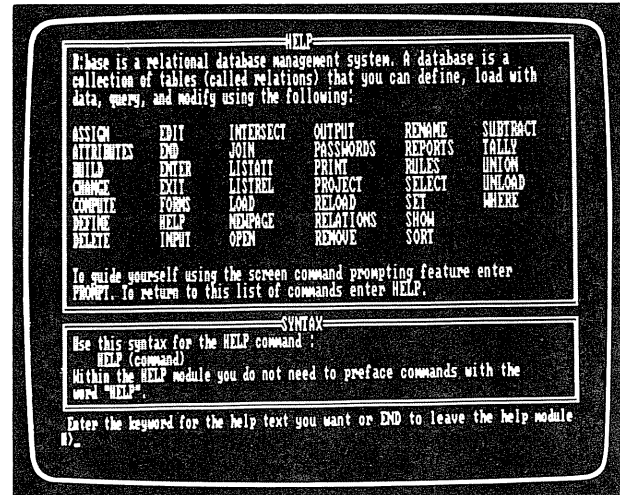 HELP
R:base is a relational database management system. A database is a
collection of tables (called relations) that you can define, load with
data, query, and modify using the following:
ASSIGN EDIT INTERSECT OUTPUT RENAME SUBTRACT
ATTRIBUTES END JOIN PASSWORDS REPORTS TALLY
BUILD ENTER LISTATT PRINT RULES UNION
CHANGE EXIT LISTREL PROJECT SELECT UNLOAD
COMPUTE FORMS LOAD RELOAD SET WHERE
DEFINE HELP NEWPAGE RELATIONS SHOW
DELETE INPUT OPEN REMOVE SORT
To guide yourself using the screen command prompting feature enter
PROMPT. To return to this list of commands enter HELP.
SYNTAX
Use this syntax for the HELP command :
HELP (command)
Within the HELP module you do not need to preface commands with the
word "HELP".
Enter the keyword for the help text you want or END to leave the help module
H>_